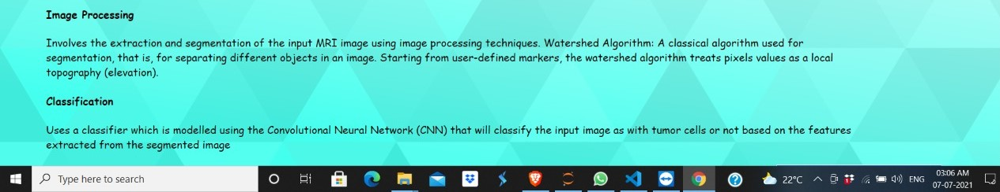 Image Processing
Involves the extraction and segmentation of the input MRI image using image processing techniques. Watershed Algorithm: A classical algorithm used for
segmentation, that is, for separating different objects in an image. Starting from user-defined markers, the watershed algorithm treats pixels values as a local
topography (elevation).
Classification
Uses a classifier which is modelled using the Convolutional Neural Network (CNN) that will classify the input image as with tumor cells or not based on the features
extracted from the segmented image
Type here to search
22°C
ENG
03:06 AM
07-07-2021